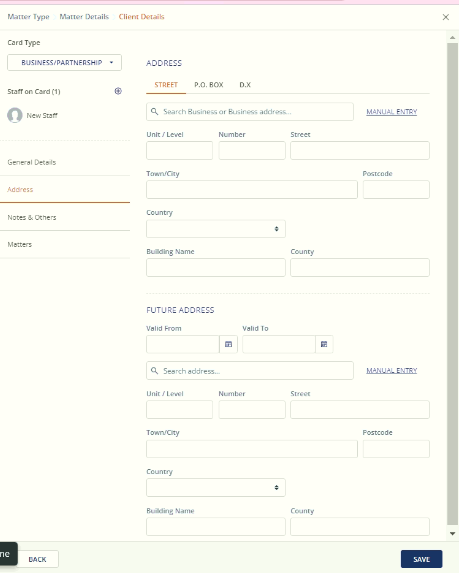 Matter Type Matter Details Client Details
Card Type
BUSINESS/PARTNERSHIP
Staff on Card (1)
New Staff
General Details
Address
Notes & Others
Matters
ADDRESS
STREET P.O. BOX D.X
Search Business or Business address... MANUAL ENTRY
Unit / Level Number Street
Town/City Postcode
Country
Building Name County
FUTURE ADDRESS
Valid From Valid To
Search address... MANUAL ENTRY
Unit / Level Number Street
Town/City Postcode
Country
Building Name County
ne BACK SAVE